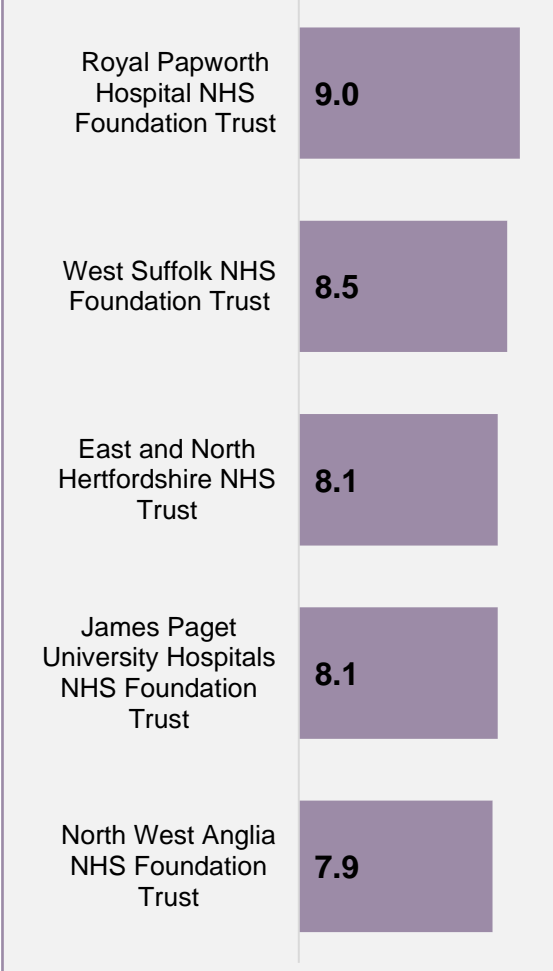 Royal Papworth
Hospital NHS
Foundation Trust
9.0
West Suffolk NHS
Foundation Trust
8.5
East and North
Hertfordshire NHS
Trust
8.1
James Paget
University Hospitals
NHS Foundation
Trust
8.1
North West Anglia
NHS Foundation
Trust
7.9